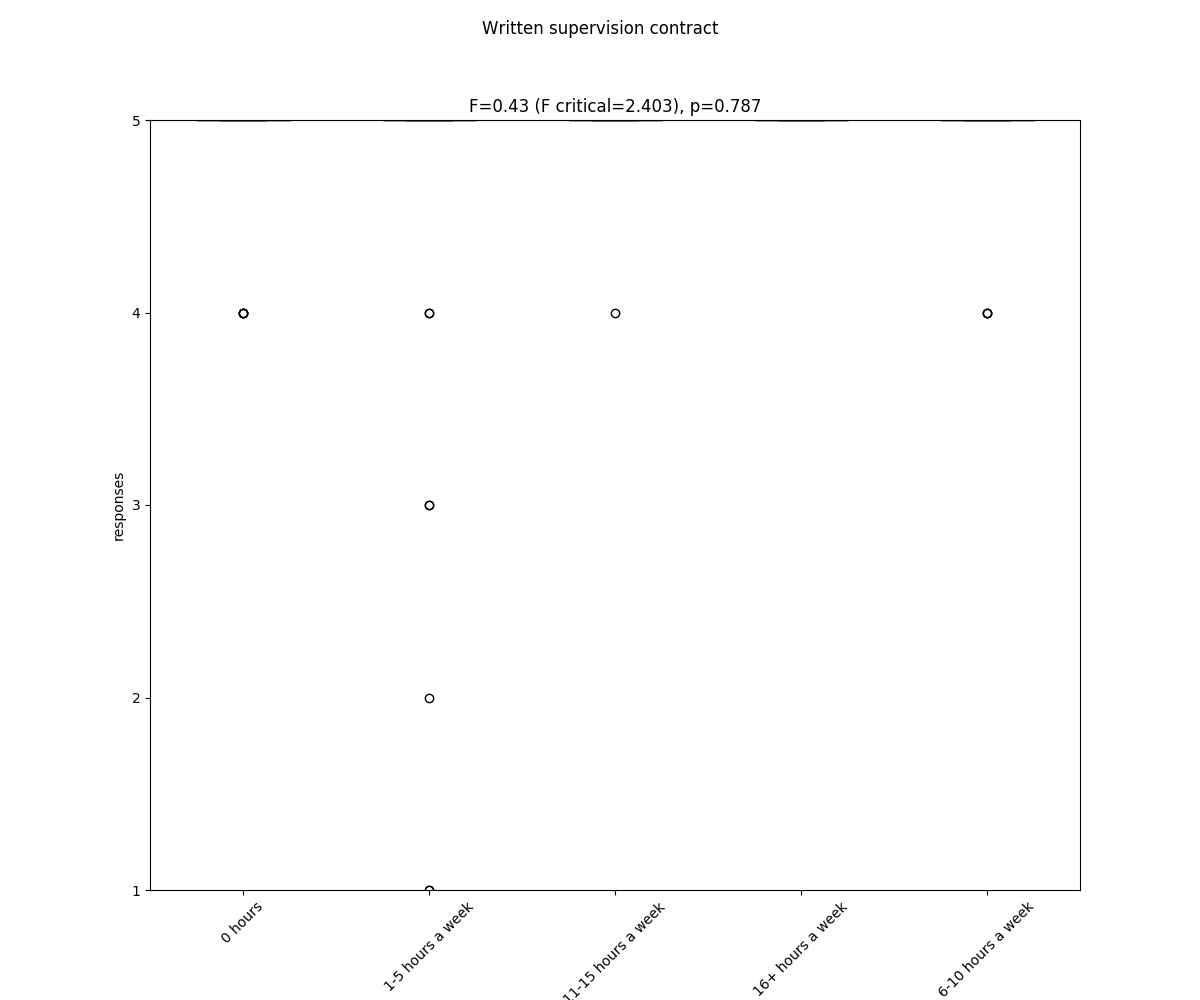 Written supervision contract
F=0.43 (F critical=2.403), p=0.787
5
4
3
2
1
responses
0 hours
1-5 hours a week
11-15 hours a week
16+ hours a week
6-10 hours a week